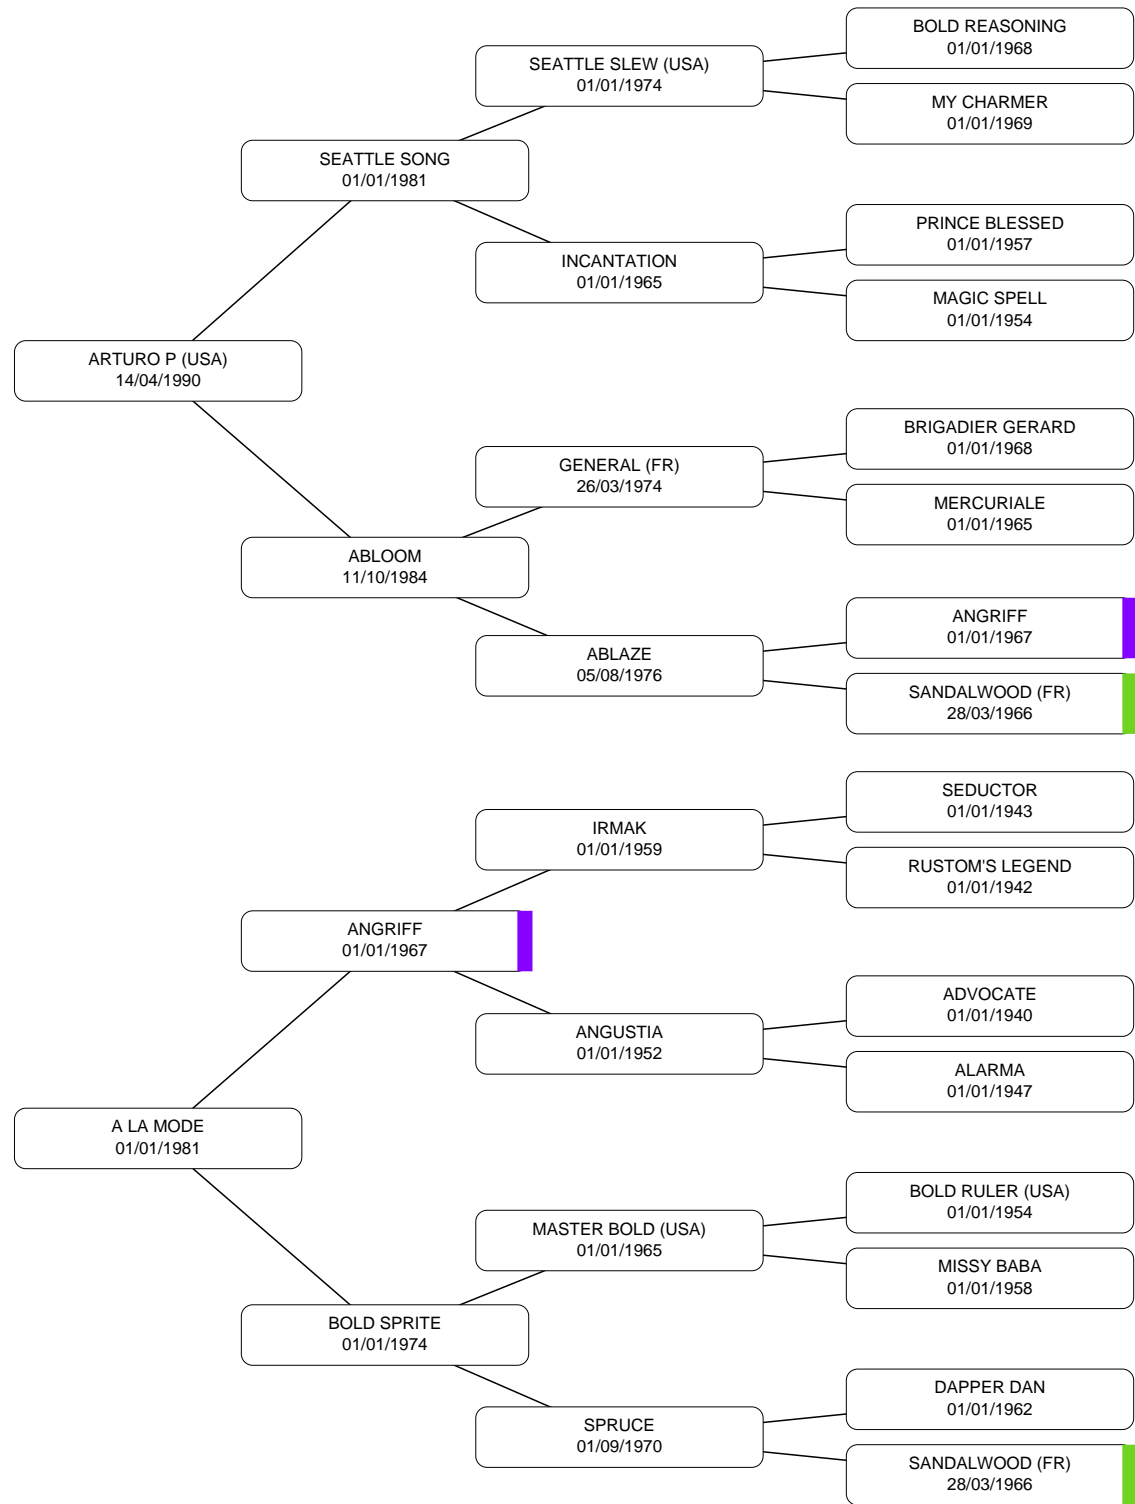 BOLD REASONING
01/01/1968
SEATTLE SLEW (USA)
01/01/1974
MY CHARMER
01/01/1969
SEATTLE SONG
01/01/1981
PRINCE BLESSED
01/01/1957
INCANTATION
01/01/1965
MAGIC SPELL
01/01/1954
ARTURO P (USA)
14/04/1990
BRIGADIER GERARD
01/01/1968
GENERAL (FR)
26/03/1974
MERCURIALE
01/01/1965
ABLOOM
11/10/1984
ANGRIFF
01/01/1967
ABLAZE
05/08/1976
SANDALWOOD (FR)
28/03/1966
SEDUCTOR
01/01/1943
IRMAK
01/01/1959
RUSTOM'S LEGEND
01/01/1942
ANGRIFF
01/01/1967
ADVOCATE
01/01/1940
ANGUSTIA
01/01/1952
ALARMA
01/01/1947
A LA MODE
01/01/1981
BOLD RULER (USA)
01/01/1954
MASTER BOLD (USA)
01/01/1965
MISSY BABA
01/01/1958
BOLD SPRITE
01/01/1974
DAPPER DAN
01/01/1962
SPRUCE
01/09/1970
SANDALWOOD (FR)
28/03/1966